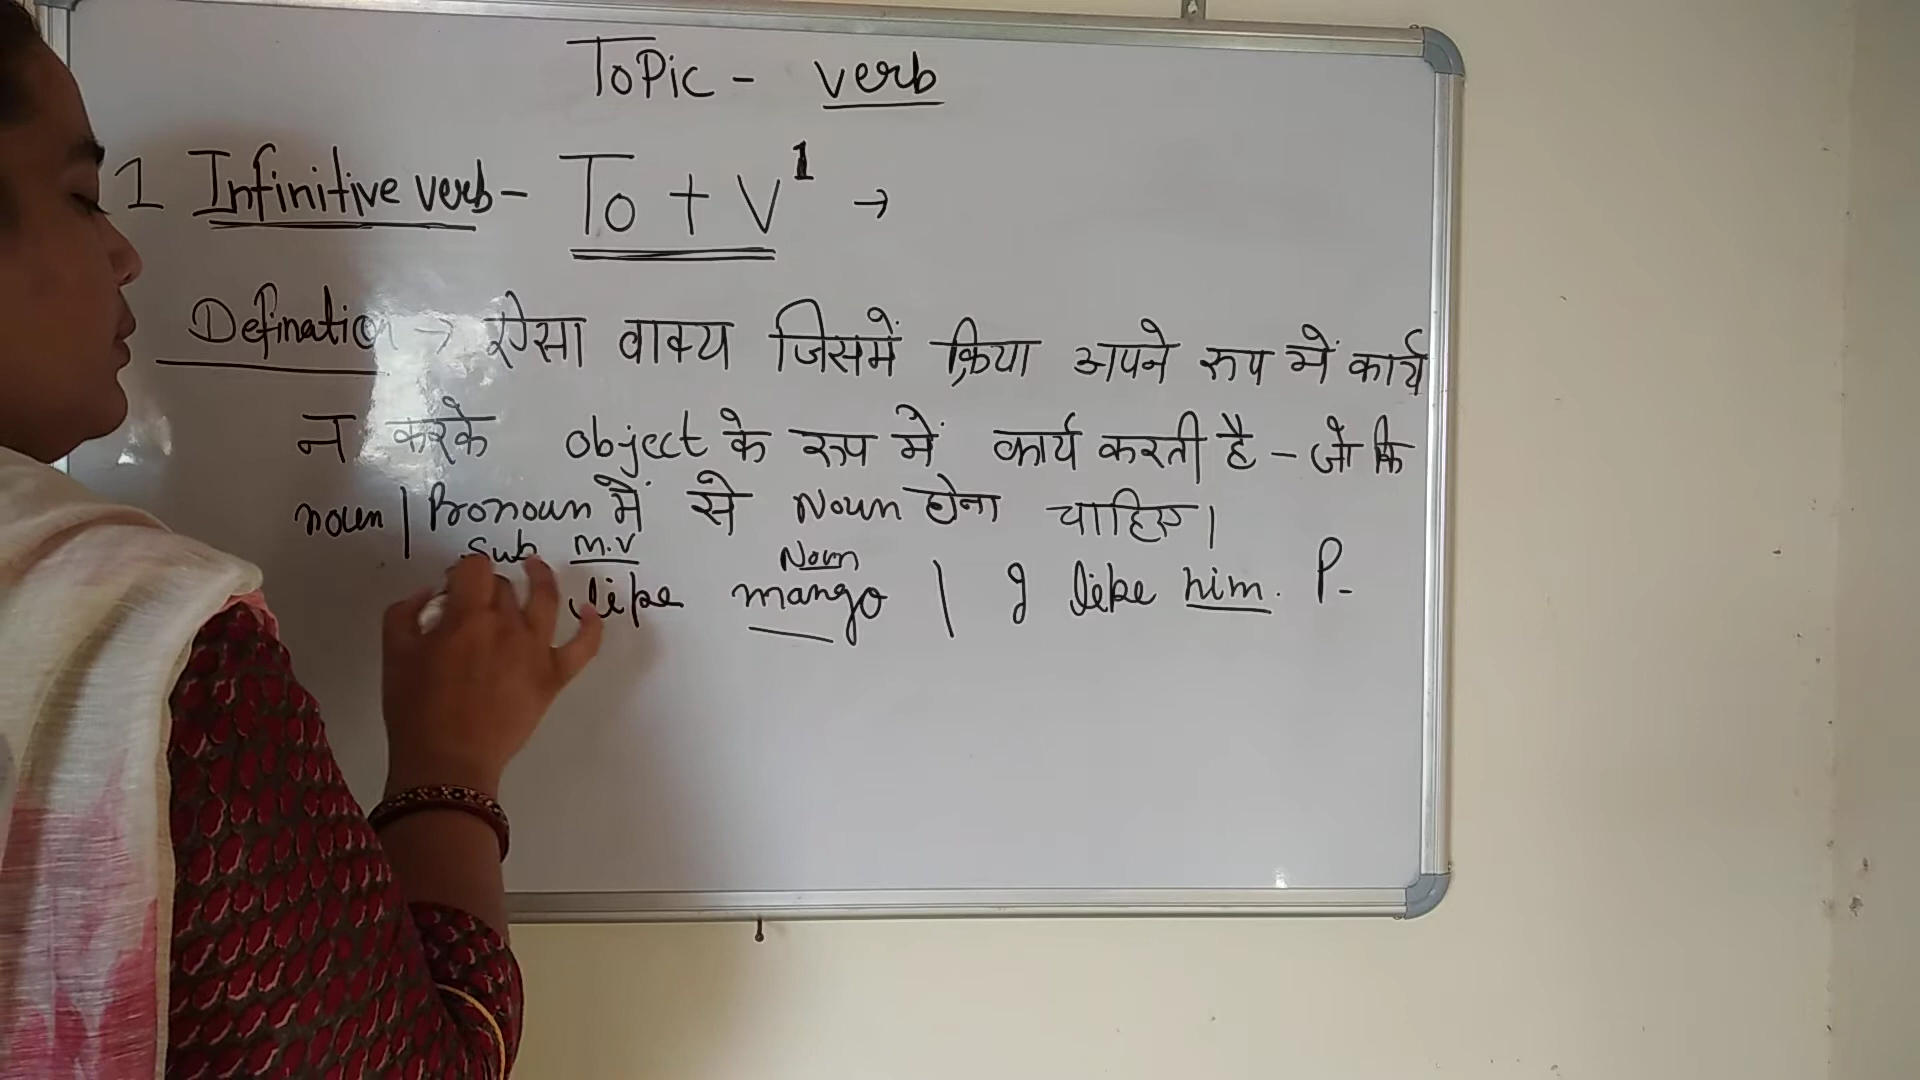 Topic - verb
1 Infinitive verb - To + V¹ →
Defination → ऐसा वाक्य जिसमें क्रिया अपने रूप में कार्य
न करके object के रूप में कार्य करती है - जो कि
noun | Pronoun में से Noun होना चाहिए।
Sub M.V Noun
like mango | I like him. P-